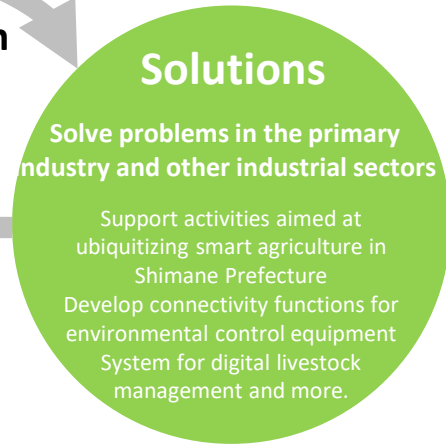 n
Solutions
Solve problems in the primary
ndustry and other industrial sectors
Support activities aimed at
ubiquitizing smart agriculture in
Shimane Prefecture
Develop connectivity functions for
environmental control equipment
System for digital livestock
management and more.